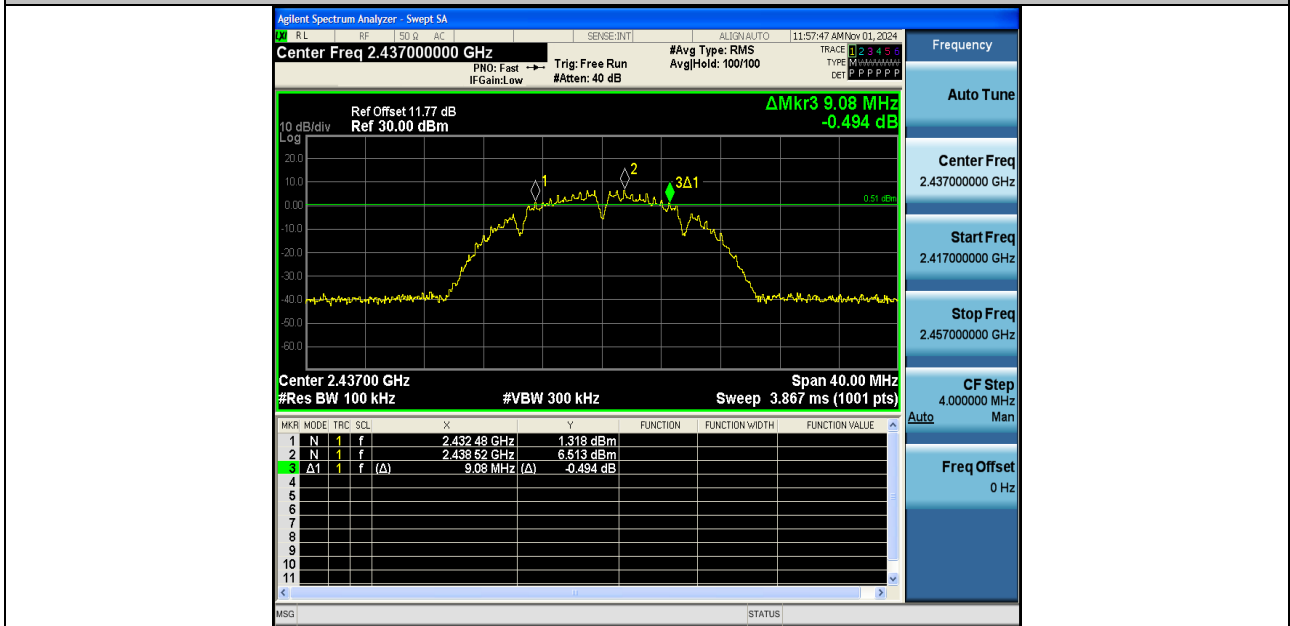 Agilent Spectrum Analyzer - Swept SA
LXI RL RF 50 Ω AC SENSE:INT ALIGN AUTO 11:57:47 AM Nov 01, 2024
Center Freq 2.437000000 GHz
PNO: Fast
IFGain:Low
Trig: Free Run
#Atten: 40 dB
#Avg Type: RMS
Avg|Hold: 100/100
TRACE 1 2 3 4 5 6
TYPE M
DET P P P P P P
Ref Offset 11.77 dB
Ref 30.00 dBm
10 dB/div
Log
ΔMkr3 9.08 MHz
-0.494 dB
20.0
10.0
0.00
-10.0
-20.0
-30.0
-40.0
-50.0
-60.0
1
2
3Δ1
0.51 dBm
Center 2.43700 GHz
Span 40.00 MHz
#Res BW 100 kHz
#VBW 300 kHz
Sweep 3.867 ms (1001 pts)
MKR MODE TRC SCL X Y FUNCTION FUNCTION WIDTH FUNCTION VALUE
1 N 1 f 2.432 48 GHz 1.318 dBm
2 N 1 f 2.438 52 GHz 6.513 dBm
3 Δ1 1 f (Δ) 9.08 MHz (Δ) -0.494 dB
4
5
6
7
8
9
10
11
MSG STATUS
Frequency
Auto Tune
Center Freq
2.437000000 GHz
Start Freq
2.417000000 GHz
Stop Freq
2.457000000 GHz
CF Step
4.000000 MHz
Auto Man
Freq Offset
0 Hz